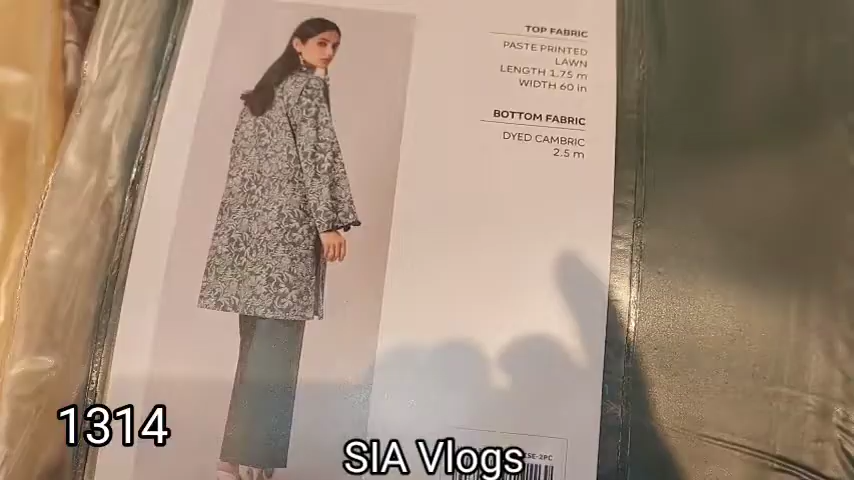 TOP FABRIC
PASTE PRINTED
LAWN
LENGTH 1.75 m
WIDTH 60 in
BOTTOM FABRIC
DYED CAMBRIC
2.5 m
1314
SIA Vlogs